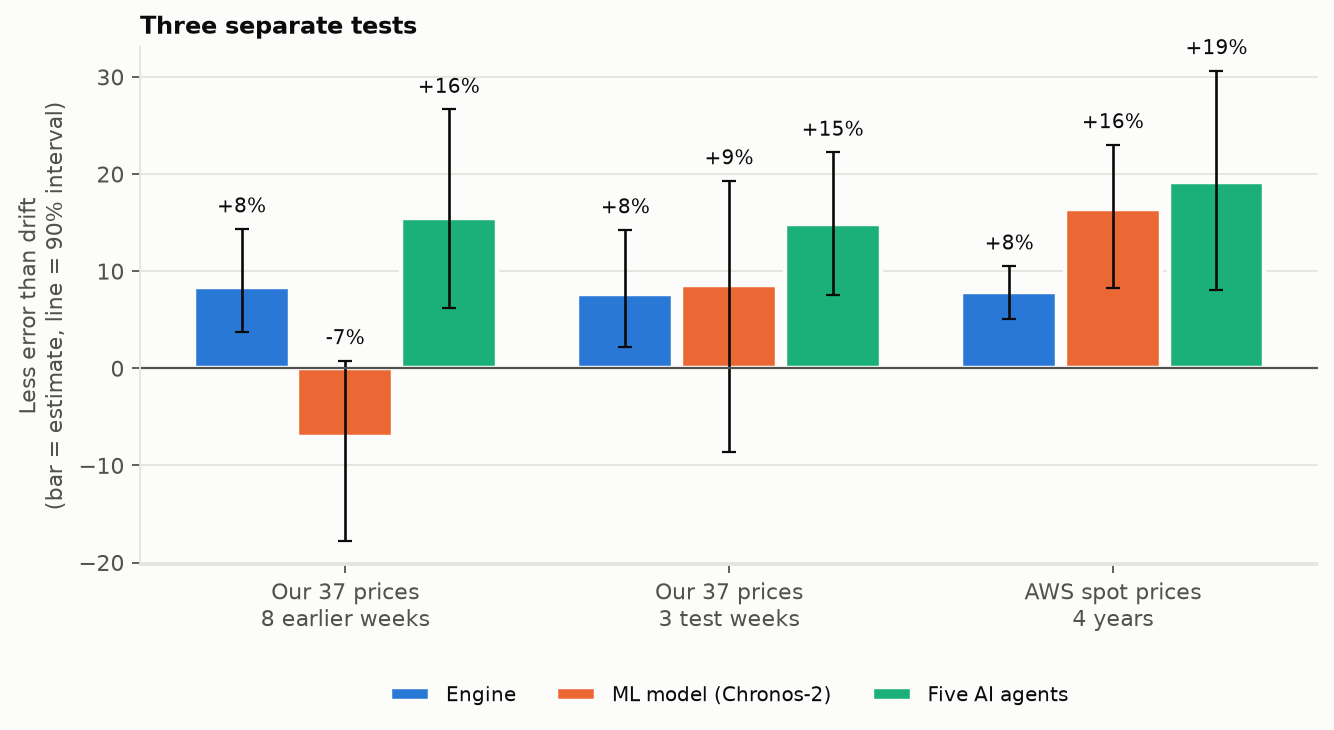 Three separate tests
Less error than drift
(bar = estimate, line = 90% interval)
30
20
10
0
−10
−20
+8%
-7%
+16%
+8%
+9%
+15%
+8%
+16%
+19%
Our 37 prices
8 earlier weeks
Our 37 prices
3 test weeks
AWS spot prices
4 years
Engine
ML model (Chronos-2)
Five AI agents